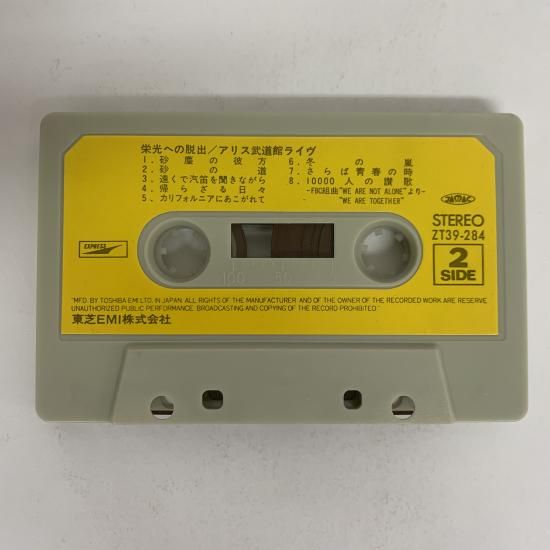 栄光への脱出/アリス武道館ライヴ
1. 砂塵の彼方
2. 砂の道
3. 遠くで汽笛を聞きながら
4. 帰らざる日々
5. カリフォルニアにあこがれて
6. 冬の嵐
7. さらば青春の時
8. 10000人の讃歌
-FBC組曲"WE ARE NOT ALONE"より-
- "WE ARE TOGETHER"
EXPRESS
STEREO
ZT39-284
2
SIDE
100 50
"MFD. BY TOSHIBA EMI LTD. IN JAPAN. ALL RIGHTS OF THE MANUFACTURER AND OF THE OWNER OF THE RECORDED WORK ARE RESERVE
UNAUTHORIZED PUBLIC PERFORMANCE. BROADCASTING AND COPYING OF THE RECORD PROHIBITED"
東芝EMI株式会社